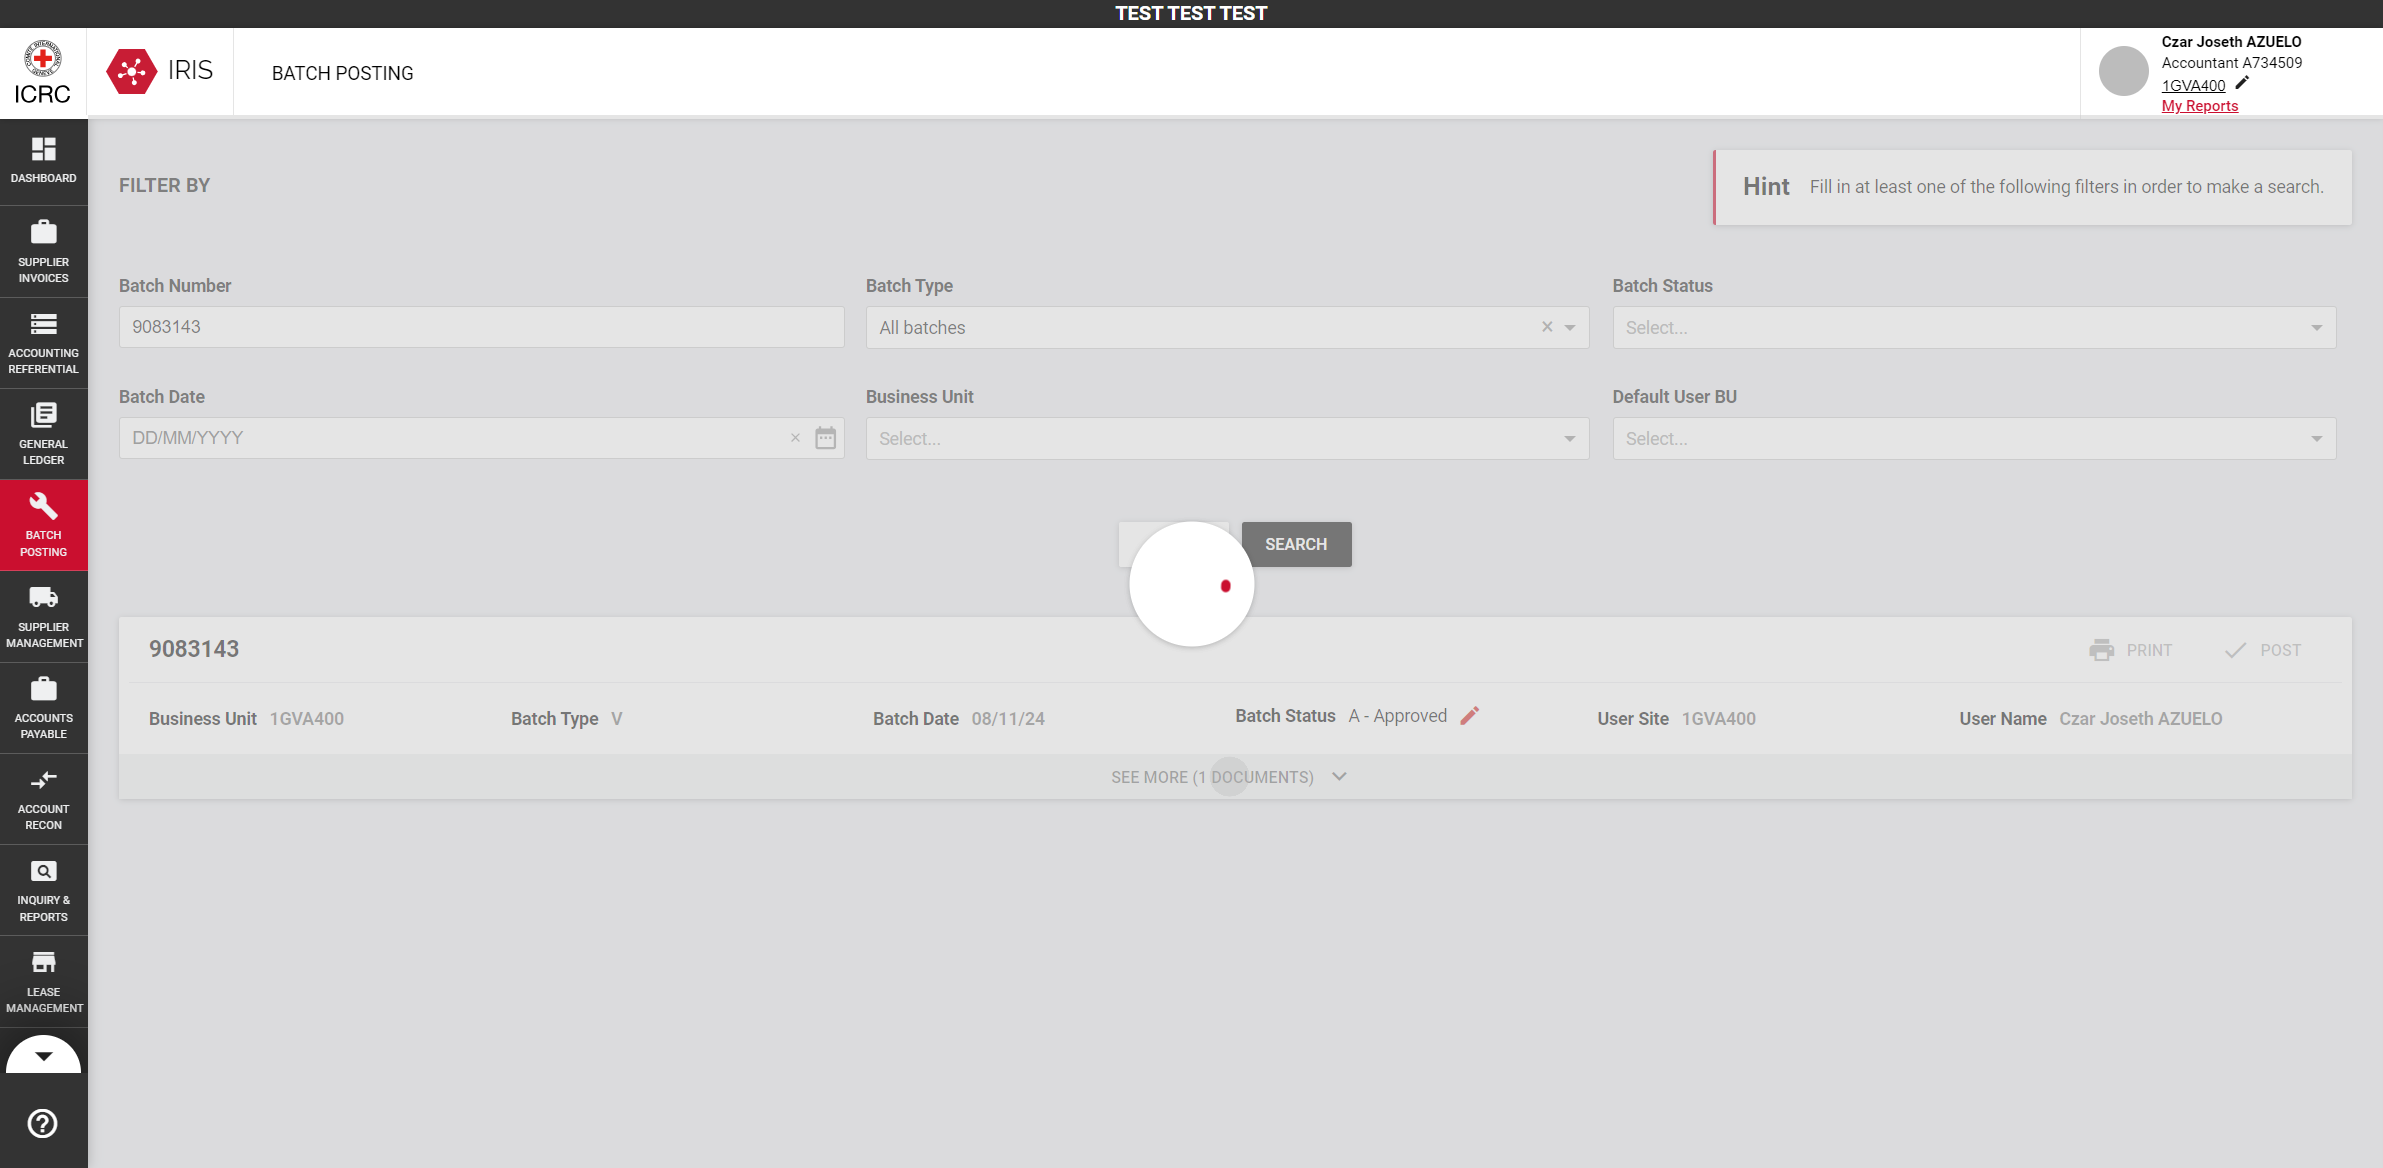 TEST TEST TEST
ICRC
IRIS
BATCH POSTING
Czar Joseth AZUELO
Accountant A734509
1GVA400
My Reports
DASHBOARD
SUPPLIER
INVOICES
ACCOUNTING
REFERENTIAL
GENERAL
LEDGER
BATCH
POSTING
SUPPLIER
MANAGEMENT
ACCOUNTS
PAYABLE
ACCOUNT
RECON
INQUIRY &
REPORTS
LEASE
MANAGEMENT
FILTER BY
Hint Fill in at least one of the following filters in order to make a search.
Batch Number
9083143
Batch Type
All batches
Batch Status
Select...
Batch Date
DD/MM/YYYY
Business Unit
Select...
Default User BU
Select...
SEARCH
9083143
PRINT
POST
Business Unit 1GVA400
Batch Type V
Batch Date 08/11/24
Batch Status A - Approved
User Site 1GVA400
User Name Czar Joseth AZUELO
SEE MORE (1 DOCUMENTS)